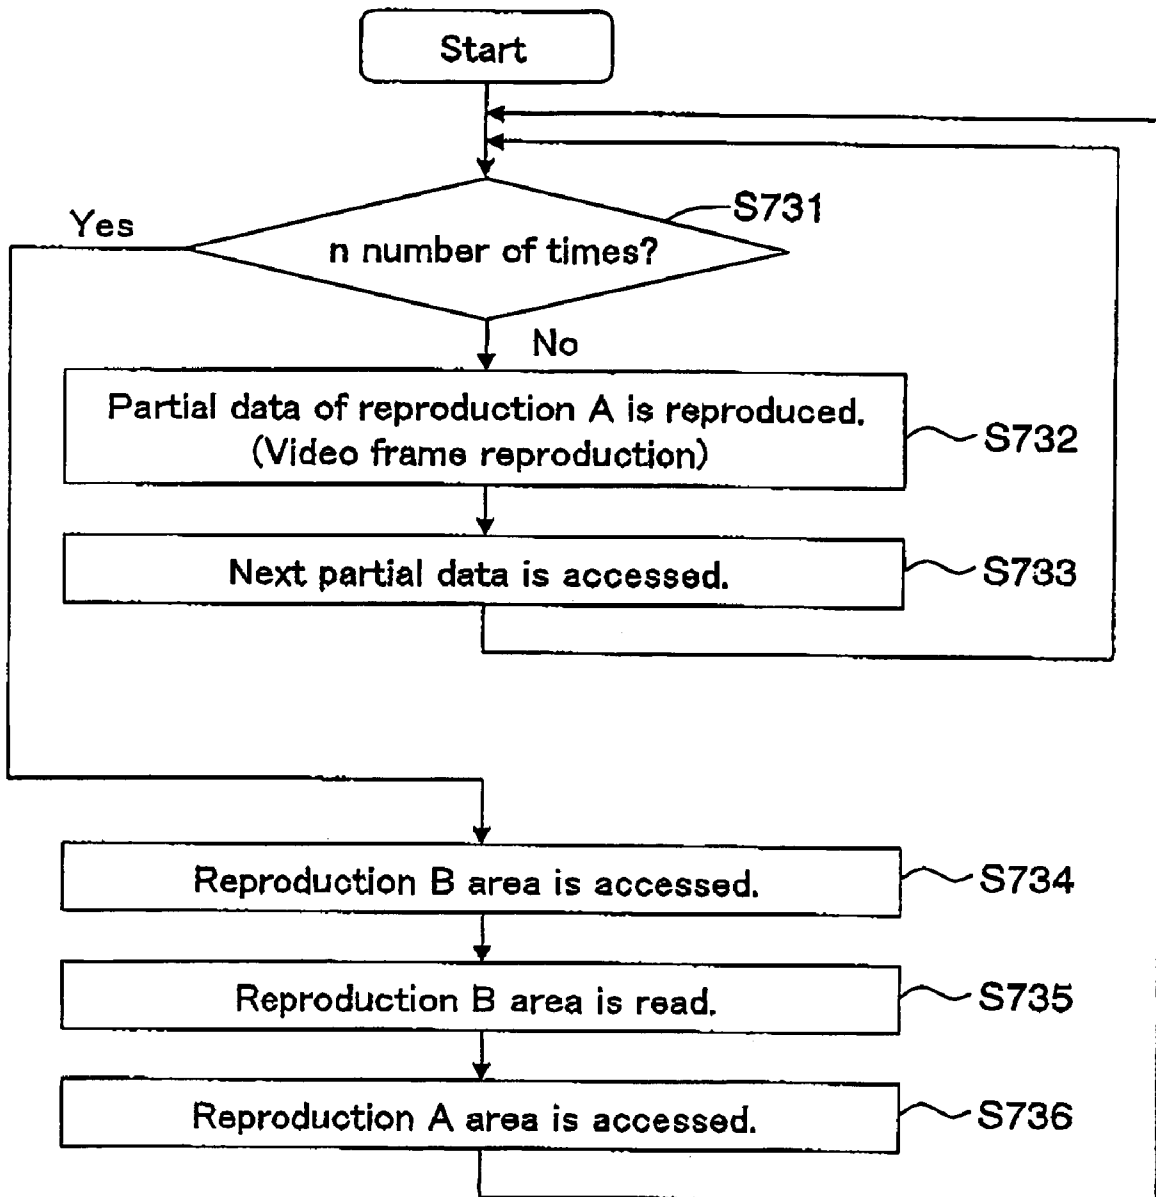 Start
Yes
S731
n number of times?
No
Partial data of reproduction A is reproduced.
(Video frame reproduction)
S732
Next partial data is accessed.
S733
Reproduction B area is accessed.
S734
Reproduction B area is read.
S735
Reproduction A area is accessed.
S736